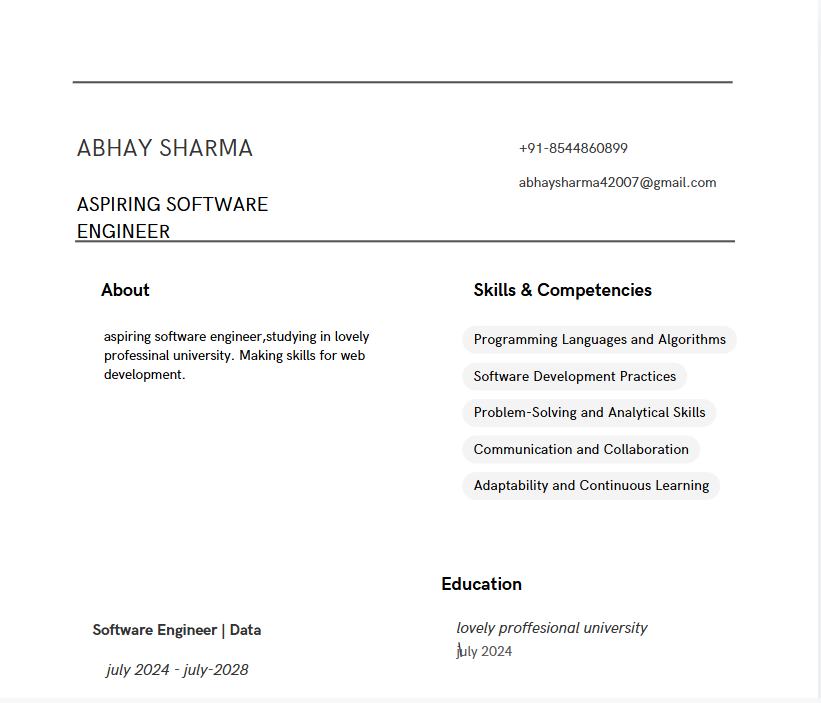 ABHAY SHARMA
+91-8544860899
abhaysharma42007@gmail.com
ASPIRING SOFTWARE
ENGINEER
About
aspiring software engineer,studying in lovely
professinal university. Making skills for web
development.
Skills & Competencies
Programming Languages and Algorithms
Software Development Practices
Problem-Solving and Analytical Skills
Communication and Collaboration
Adaptability and Continuous Learning
Software Engineer | Data
july 2024 - july-2028
Education
lovely proffesional university
\
july 2024